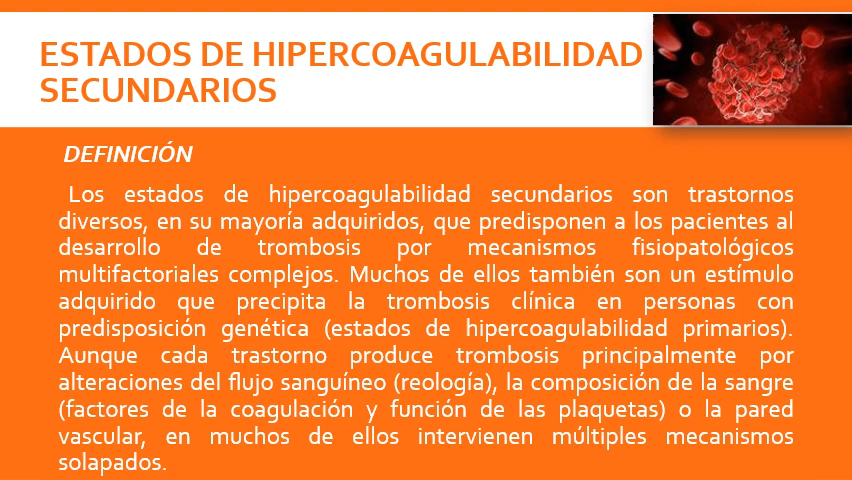 ESTADOS DE HIPERCOAGULABILIDAD
SECUNDARIOS
DEFINICIÓN
Los estados de hipercoagulabilidad secundarios son trastornos
diversos, en su mayoría adquiridos, que predisponen a los pacientes al
desarrollo de trombosis por mecanismos fisiopatológicos
multifactoriales complejos. Muchos de ellos también son un estímulo
adquirido que precipita la trombosis clínica en personas con
predisposición genética (estados de hipercoagulabilidad primarios).
Aunque cada trastorno produce trombosis principalmente por
alteraciones del flujo sanguíneo (reología), la composición de la sangre
(factores de la coagulación y función de las plaquetas) o la pared
vascular, en muchos de ellos intervienen múltiples mecanismos
solapados.